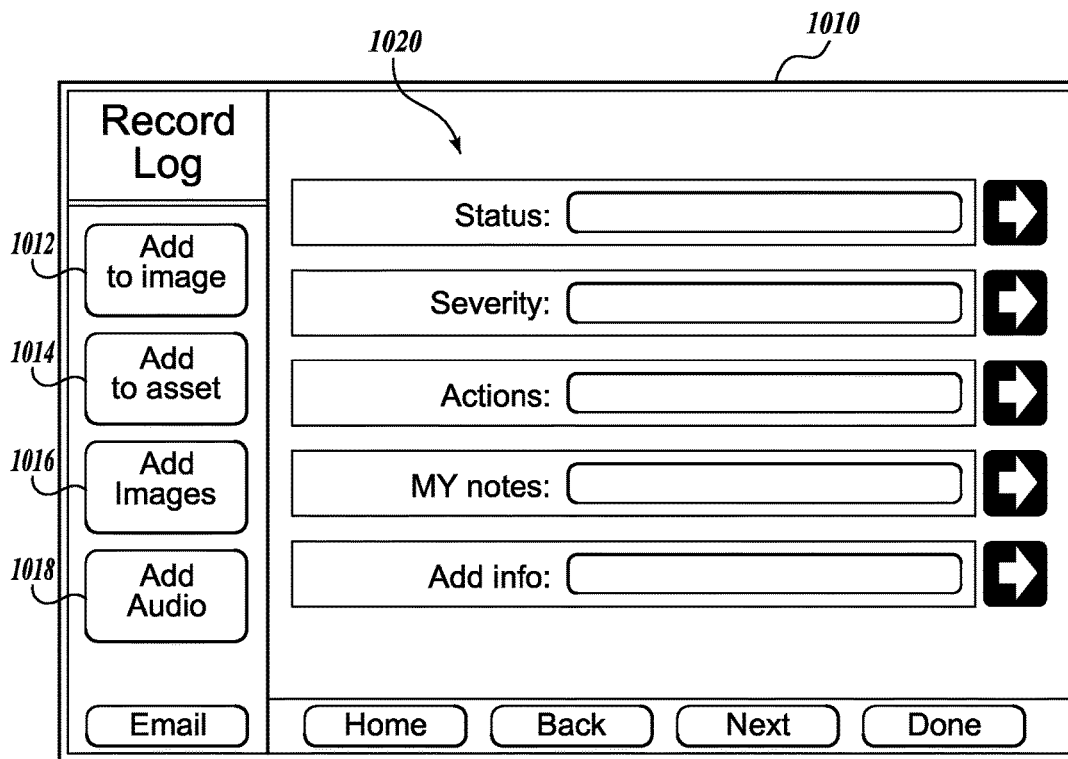 1010
1020
Record
Log
1012
Add
to image
1014
Add
to asset
1016
Add
Images
1018
Add
Audio
Email
Status:
Severity:
Actions:
MY notes:
Add info:
Home
Back
Next
Done